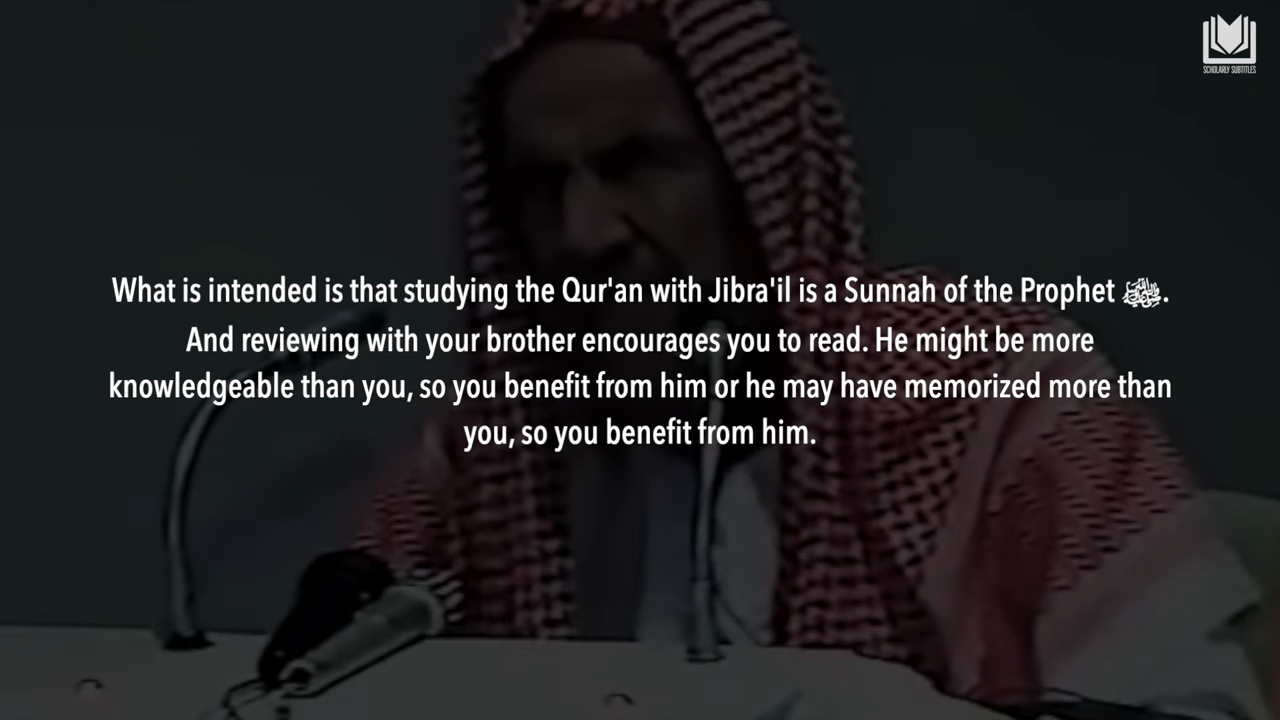 SCHOLARLY SUBTITLES
What is intended is that studying the Qur'an with Jibra'il is a Sunnah of the Prophet ﷺ.
And reviewing with your brother encourages you to read. He might be more
knowledgeable than you, so you benefit from him or he may have memorized more than
you, so you benefit from him.